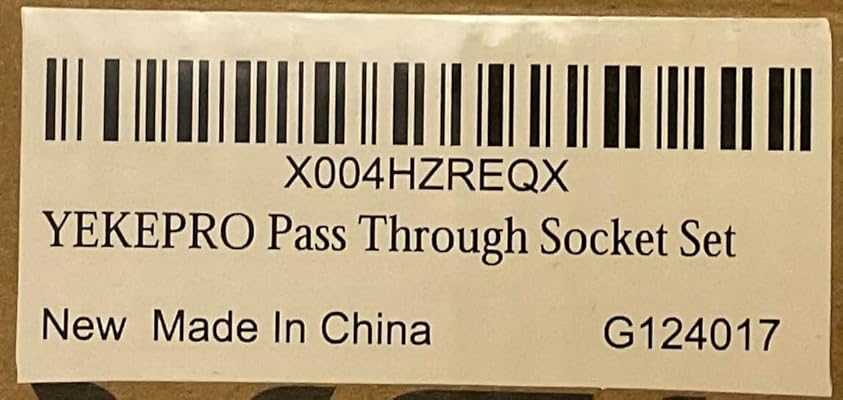 X004HZREQX
YEKEPRO Pass Through Socket Set
New Made In China G124017